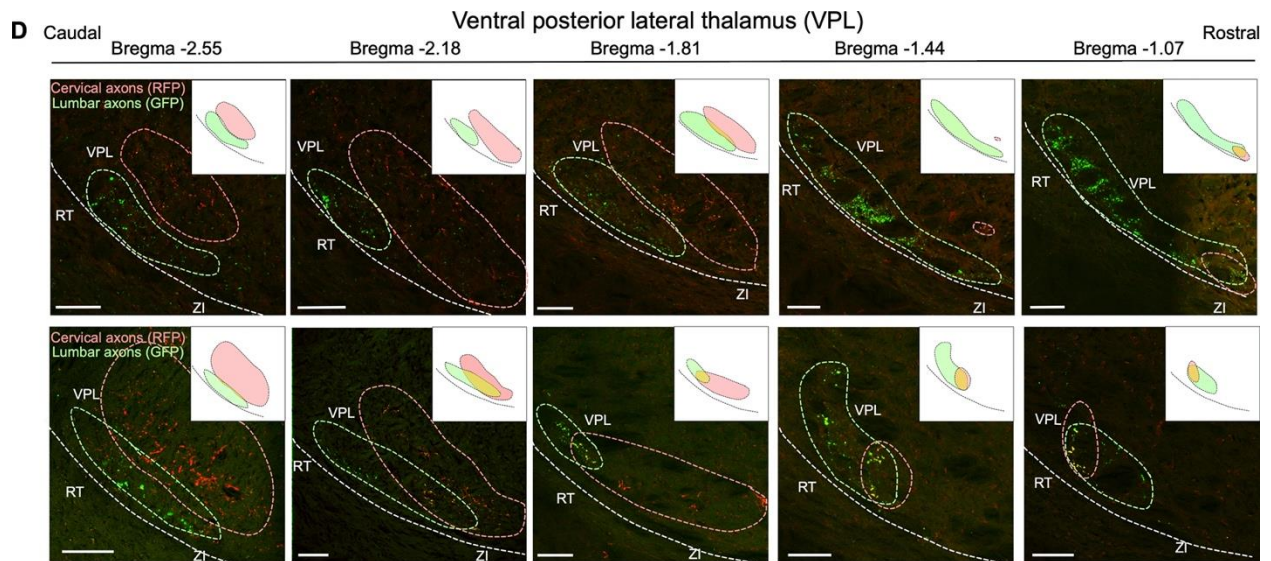 D
Ventral posterior lateral thalamus (VPL)
Caudal
Rostral
Bregma -2.55
Bregma -2.18
Bregma -1.81
Bregma -1.44
Bregma -1.07
Cervical axons (RFP)
Lumbar axons (GFP)
VPL
RT
ZI
VPL
RT
ZI
VPL
RT
ZI
VPL
RT
ZI
VPL
RT
ZI
Cervical axons (RFP)
Lumbar axons (GFP)
VPL
RT
ZI
VPL
RT
ZI
VPL
RT
ZI
VPL
RT
ZI
VPL
RT
ZI